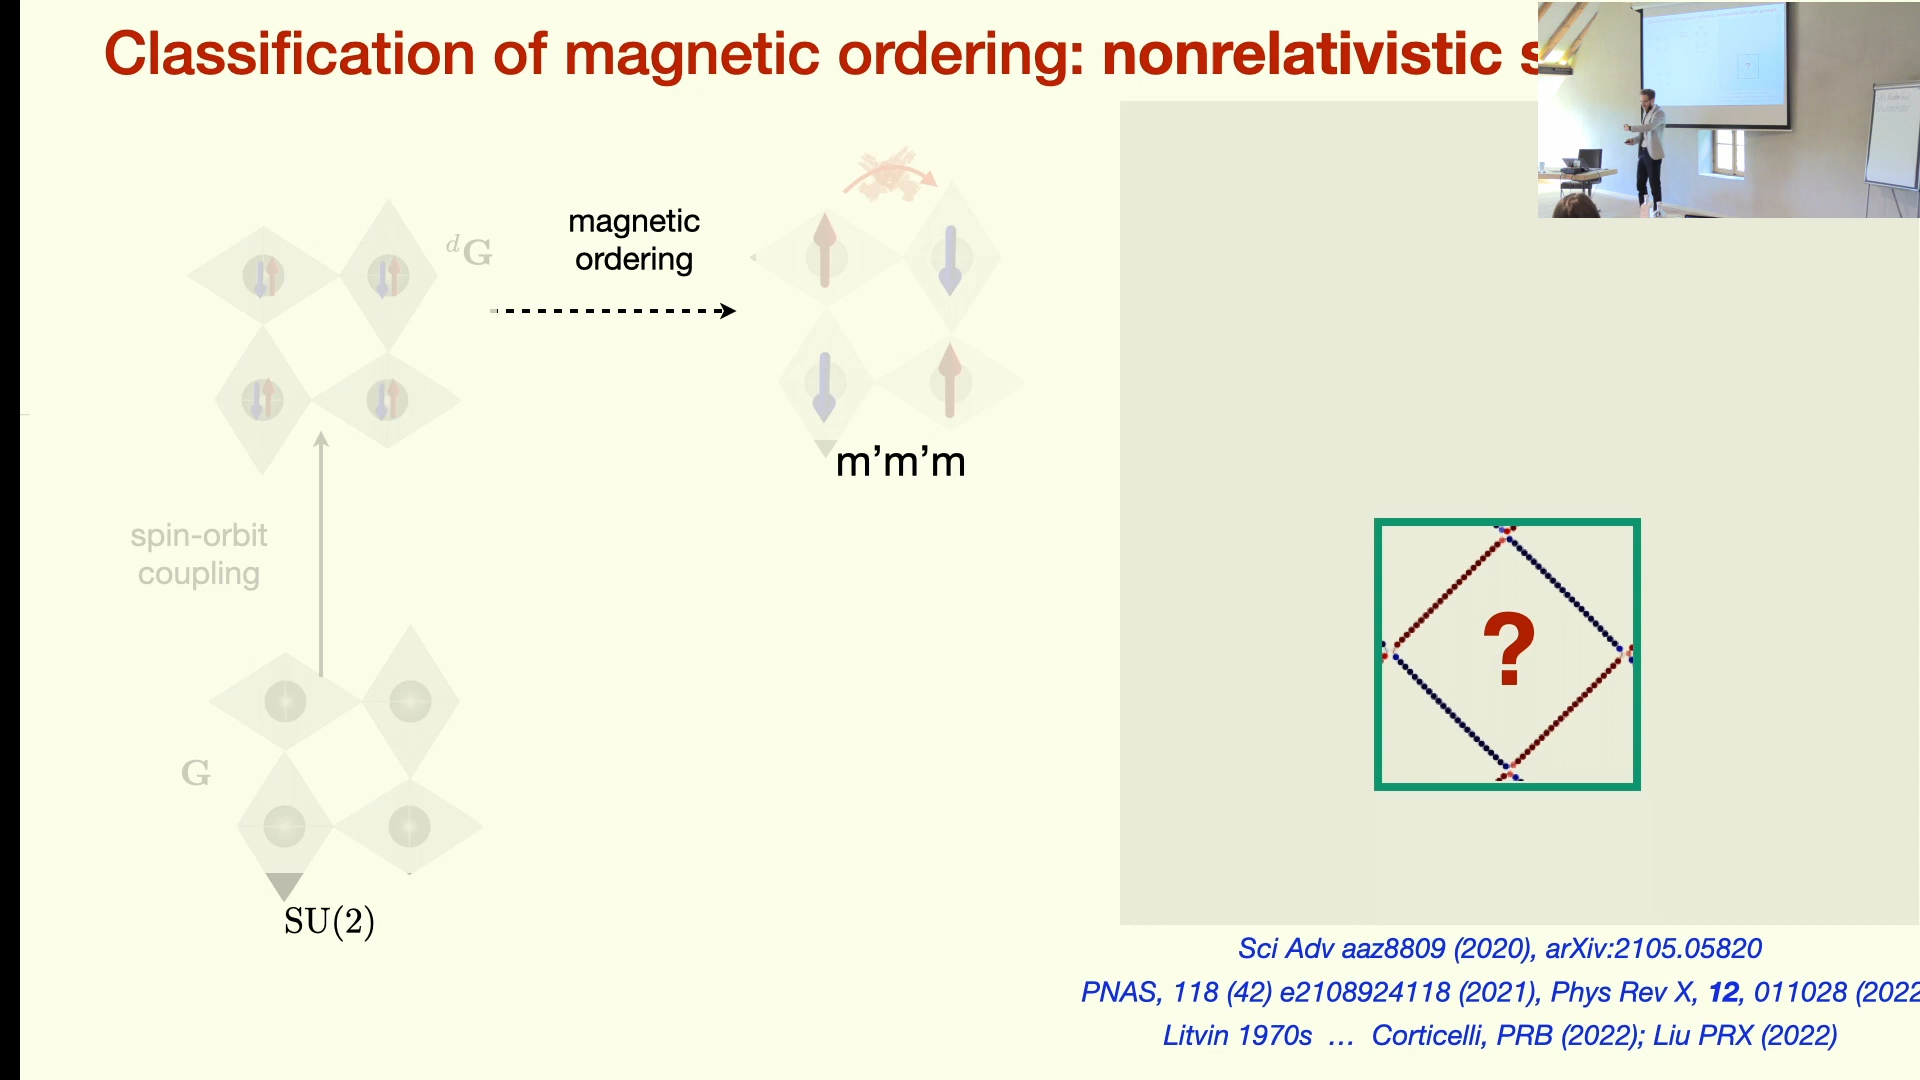 Classification of magnetic ordering: nonrelativistic s
magnetic
ordering
ᵈG
m’m’m
spin-orbit
coupling
G
SU(2)
?
Sci Adv aaz8809 (2020), arXiv:2105.05820
PNAS, 118 (42) e2108924118 (2021), Phys Rev X, 12, 011028 (2022
Litvin 1970s … Corticelli, PRB (2022); Liu PRX (2022)